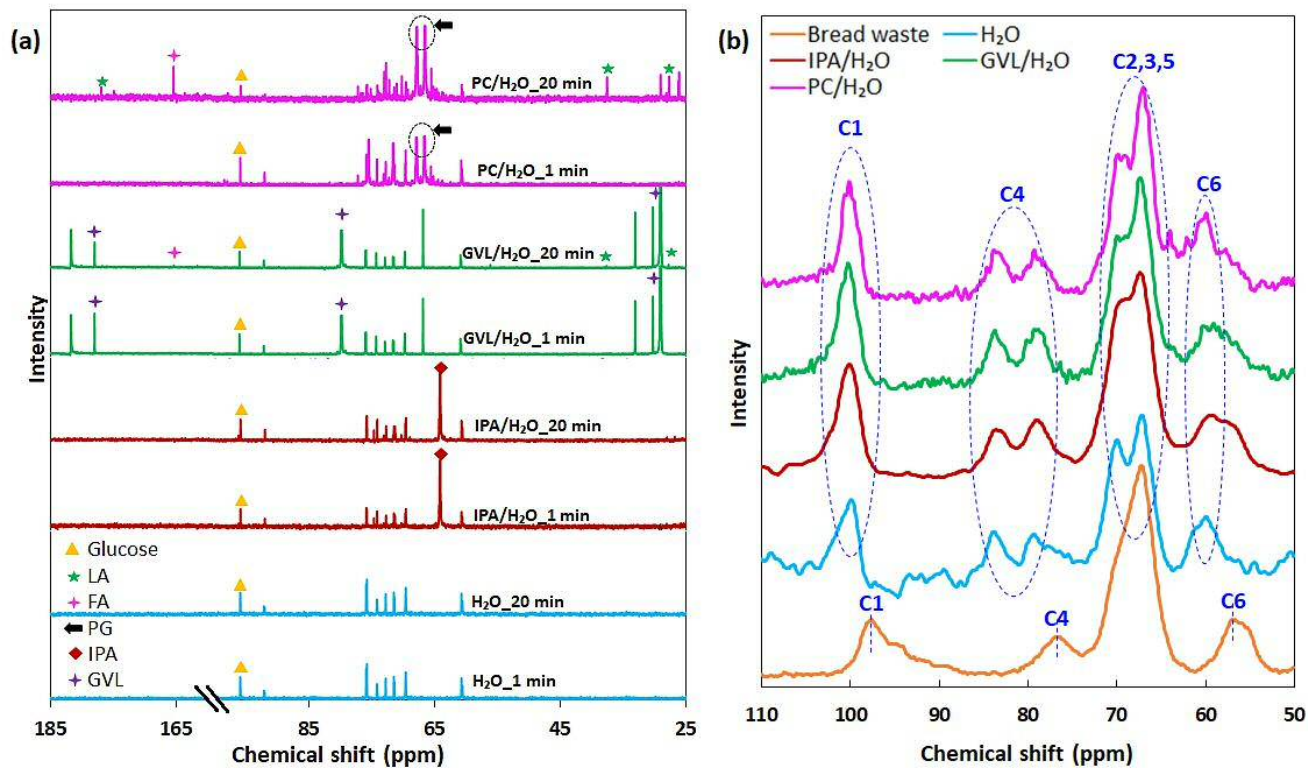 (a)
PG
PC/H₂O_20 min
PC/H₂O_1 min
GVL/H₂O_20 min
GVL/H₂O_1 min
IPA/H₂O_20 min
IPA/H₂O_1 min
H₂O_20 min
H₂O_1 min
Glucose
LA
FA
PG
IPA
GVL
Intensity
185 165 85 65 45 25
Chemical shift (ppm)
(b)
Bread waste H₂O
IPA/H₂O GVL/H₂O
PC/H₂O
C2,3,5
C1
C4
C6
C1
C4
C6
Intensity
110 100 90 80 70 60 50
Chemical shift (ppm)